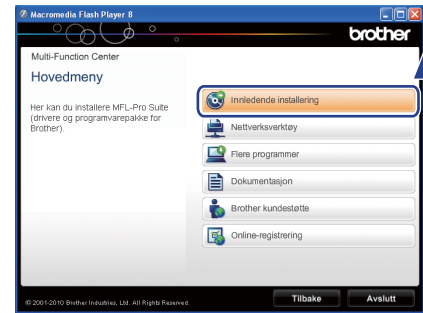 Macromedia Flash Player 8
brother
Multi-Function Center
Hovedmeny
Her kan du installere MFL-Pro Suite
(drivere og programvarepakke for
Brother).
Innledende installering
Nettverksverktøy
Flere programmer
Dokumentasjon
Brother kundestøtte
Online-registrering
© 2001-2010 Brother Industries, Ltd. All Rights Reserved.
Tilbake
Avslutt